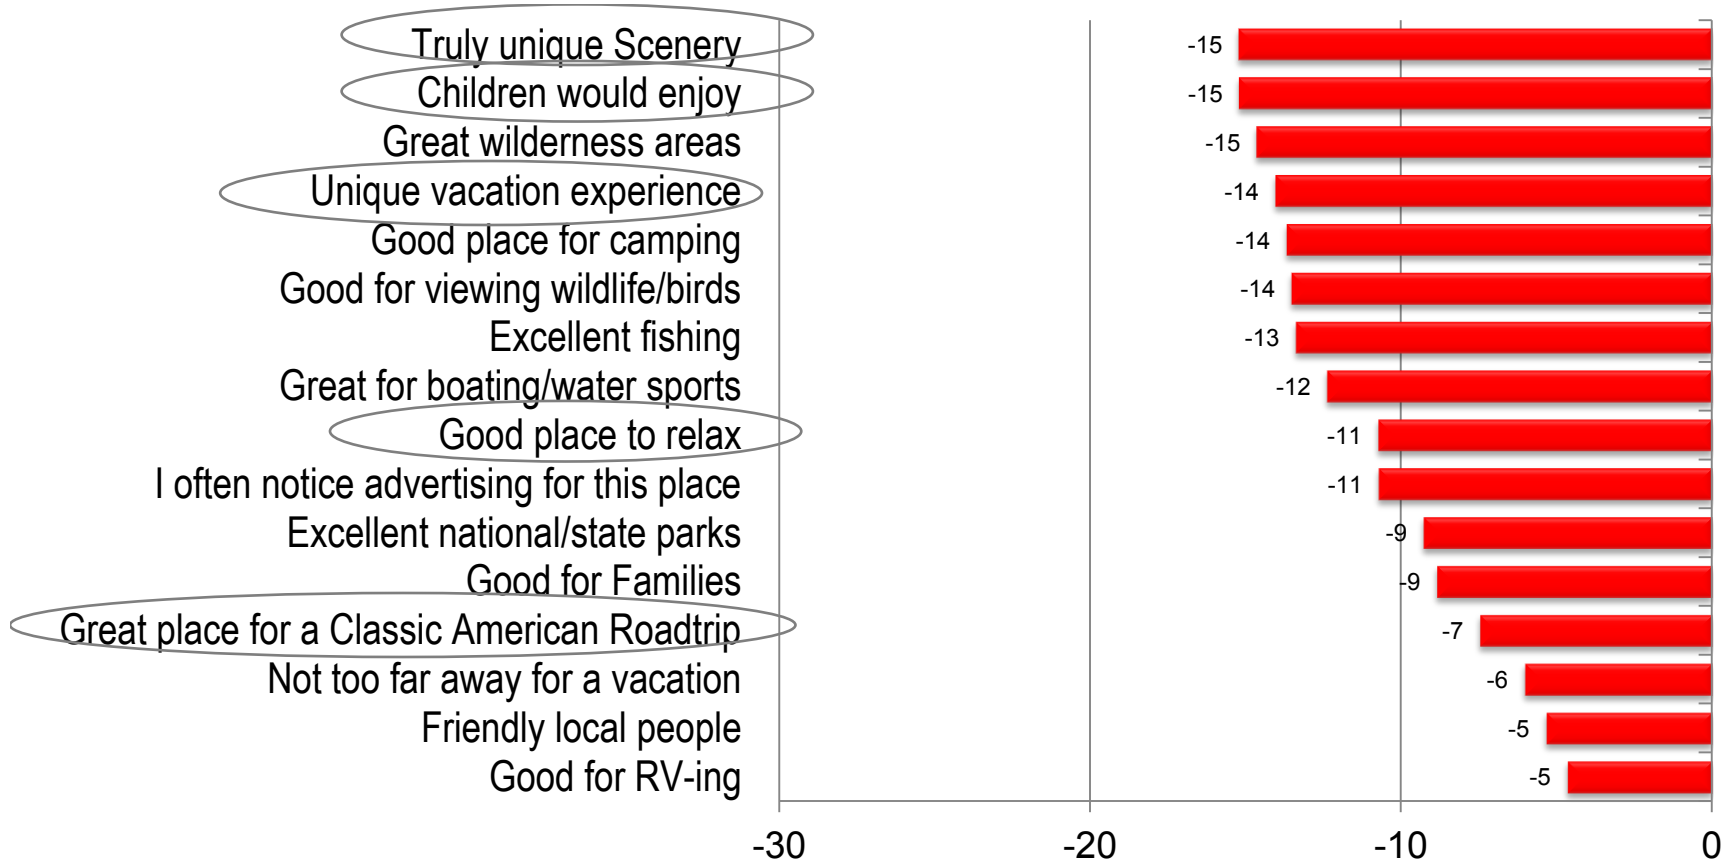 Truly unique Scenery -15
Children would enjoy -15
Great wilderness areas -15
Unique vacation experience -14
Good place for camping -14
Good for viewing wildlife/birds -14
Excellent fishing -13
Great for boating/water sports -12
Good place to relax -11
I often notice advertising for this place -11
Excellent national/state parks -9
Good for Families -9
Great place for a Classic American Roadtrip -7
Not too far away for a vacation -6
Friendly local people -5
Good for RV-ing -5
-30 -20 -10 0